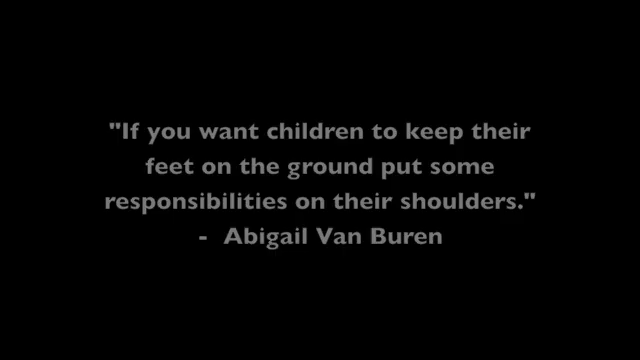 "If you want children to keep their
feet on the ground put some
responsibilities on their shoulders."
- Abigail Van Buren